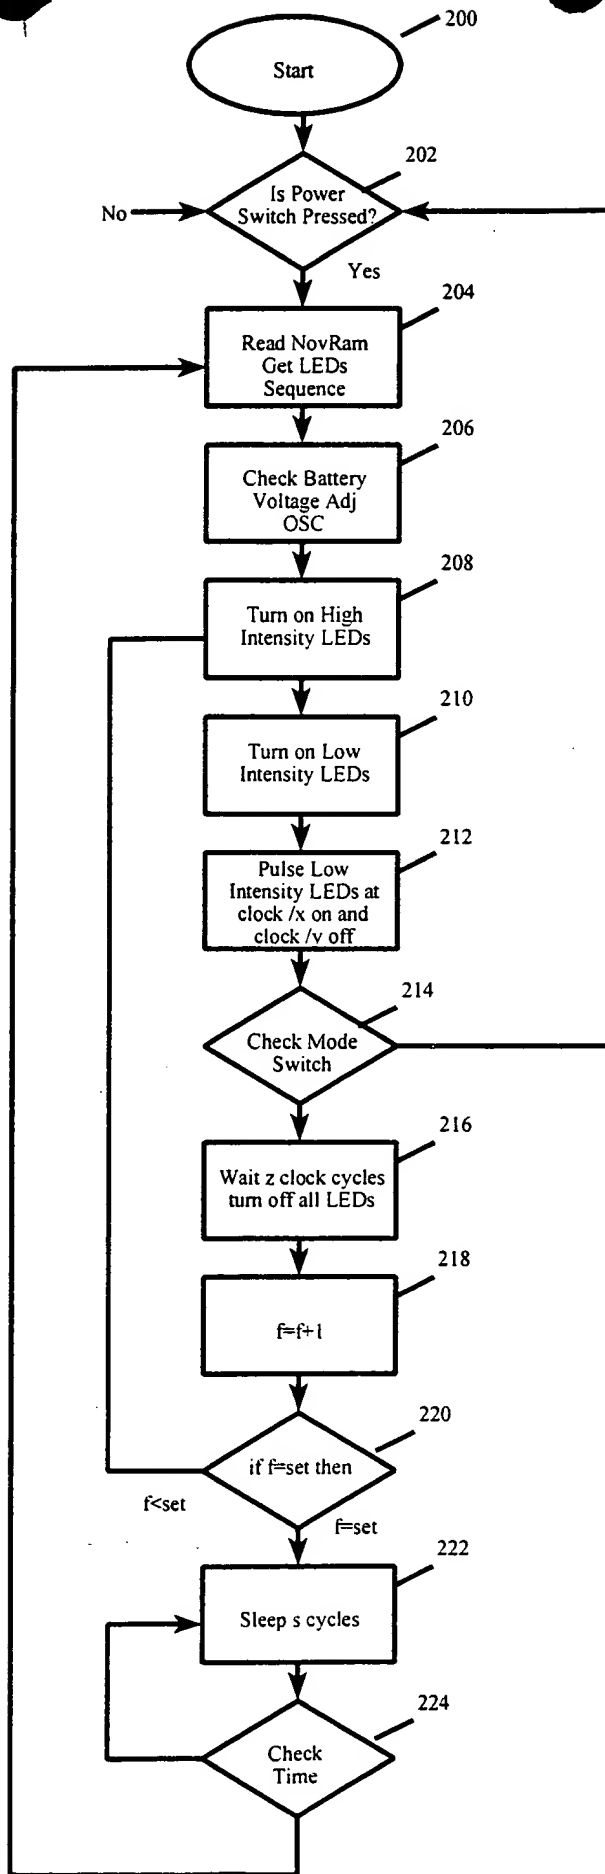 200
Start
202
Is Power
Switch Pressed?
No
Yes
204
Read NovRam
Get LEDs
Sequence
206
Check Battery
Voltage Adj
OSC
208
Turn on High
Intensity LEDs
210
Turn on Low
Intensity LEDs
212
Pulse Low
Intensity LEDs at
clock /x on and
clock /v off
214
Check Mode
Switch
216
Wait z clock cycles
turn off all LEDs
218
f=f+1
220
if f=set then
f<set
f=set
222
Sleep s cycles
224
Check
Time